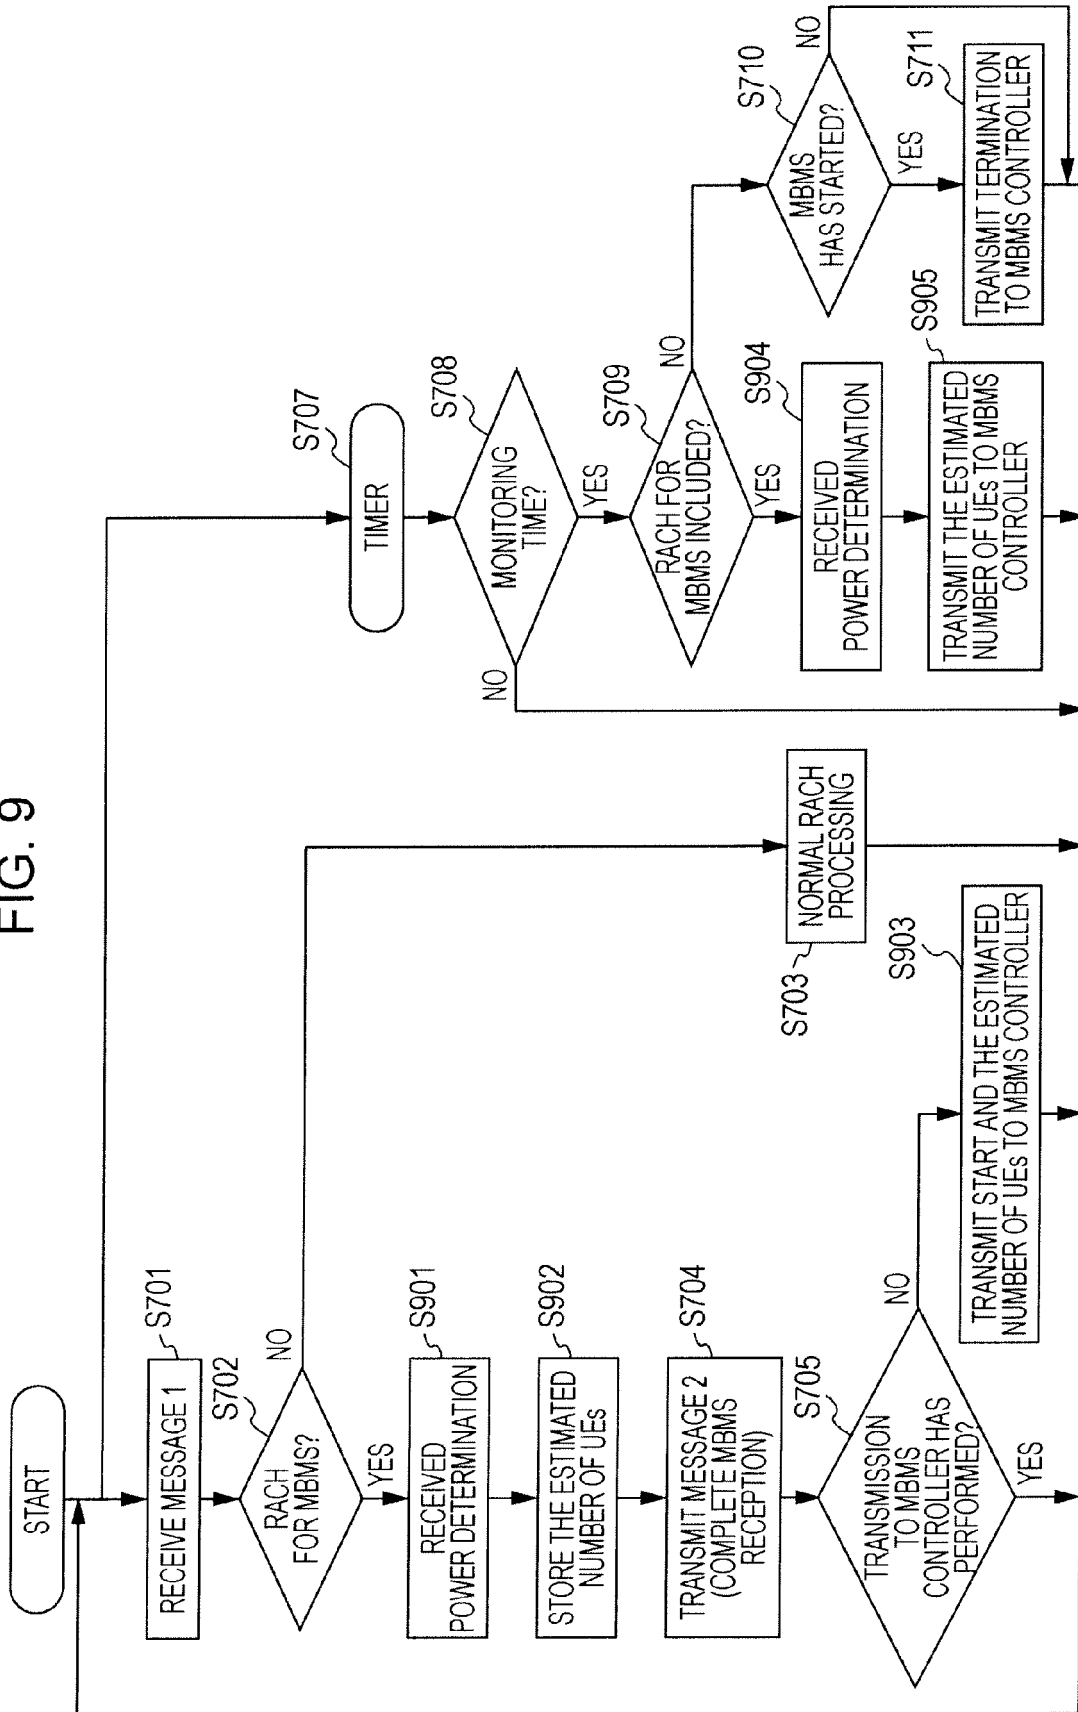 FIG. 9
START
S701
RECEIVE MESSAGE 1
S702
RACH
FOR MBMS?
NO
YES
S901
RECEIVED
POWER DETERMINATION
S902
STORE THE ESTIMATED
NUMBER OF UEs
S704
TRANSMIT MESSAGE 2
(COMPLETE MBMS
RECEPTION)
S705
TRANSMISSION
TO MBMS
CONTROLLER HAS
PERFORMED?
NO
YES
S903
TRANSMIT START AND THE ESTIMATED
NUMBER OF UEs TO MBMS CONTROLLER
S703
NORMAL RACH
PROCESSING
S707
TIMER
S708
MONITORING
TIME?
NO
YES
S709
RACH FOR
MBMS INCLUDED?
NO
YES
S904
RECEIVED
POWER DETERMINATION
S905
TRANSMIT THE ESTIMATED
NUMBER OF UEs TO MBMS
CONTROLLER
S710
MBMS
HAS STARTED?
NO
YES
S711
TRANSMIT TERMINATION
TO MBMS CONTROLLER